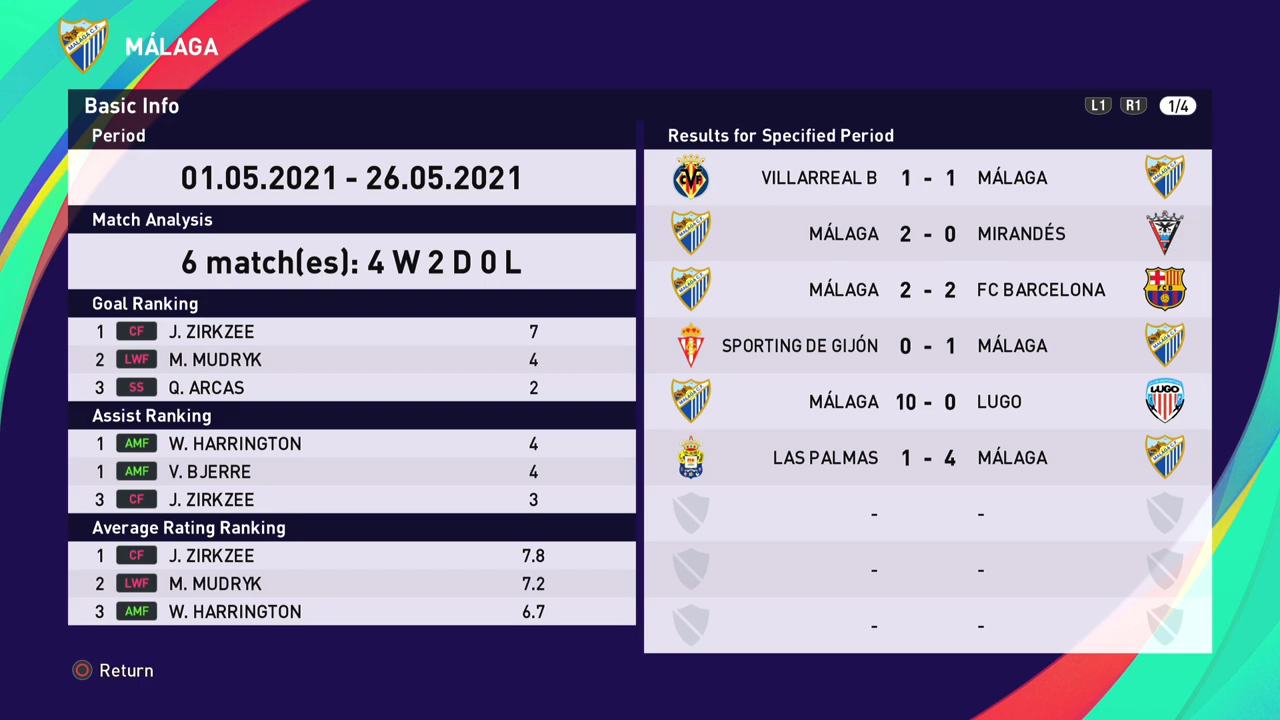 MÁLAGA
Basic Info
L1 R1 1/4
Period
01.05.2021 - 26.05.2021
Match Analysis
6 match(es): 4 W 2 D 0 L
Goal Ranking
1 CF J. ZIRKZEE 7
2 LWF M. MUDRYK 4
3 SS Q. ARCAS 2
Assist Ranking
1 AMF W. HARRINGTON 4
1 AMF V. BJERRE 4
3 CF J. ZIRKZEE 3
Average Rating Ranking
1 CF J. ZIRKZEE 7.8
2 LWF M. MUDRYK 7.2
3 AMF W. HARRINGTON 6.7
Results for Specified Period
VILLARREAL B 1 - 1 MÁLAGA
MÁLAGA 2 - 0 MIRANDÉS
MÁLAGA 2 - 2 FC BARCELONA
SPORTING DE GIJÓN 0 - 1 MÁLAGA
MÁLAGA 10 - 0 LUGO
LAS PALMAS 1 - 4 MÁLAGA
- -
- -
- -
Return